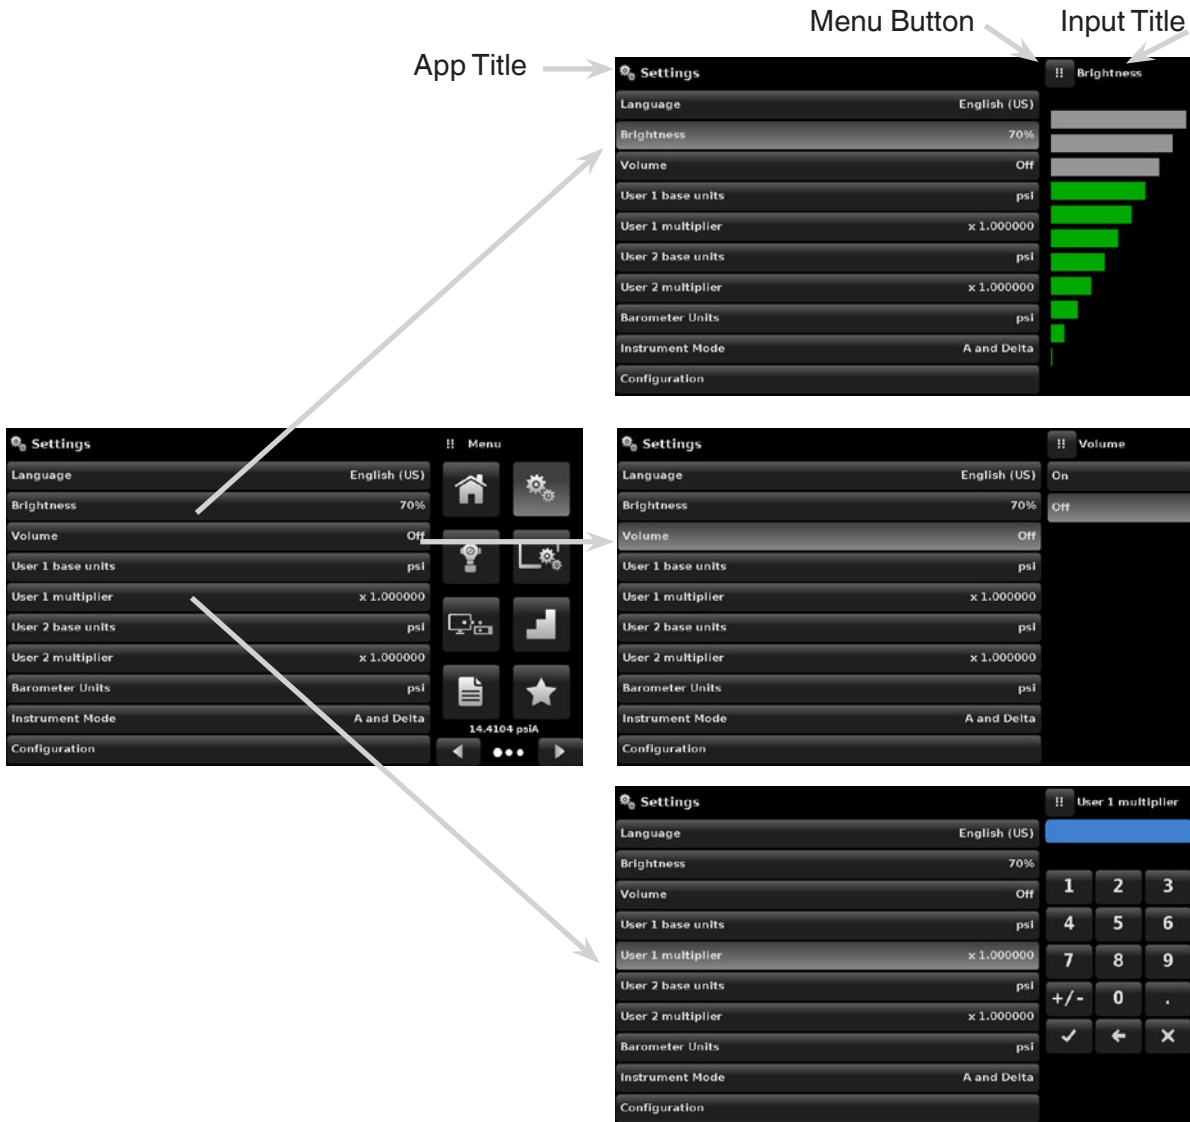 Menu Button
Input Title
App Title
Settings
!! Brightness
Language English (US)
Brightness 70%
Volume Off
User 1 base units psi
User 1 multiplier x 1.000000
User 2 base units psi
User 2 multiplier x 1.000000
Barometer Units psi
Instrument Mode A and Delta
Configuration
Settings
!! Menu
Language English (US)
Brightness 70%
Volume Off
User 1 base units psi
User 1 multiplier x 1.000000
User 2 base units psi
User 2 multiplier x 1.000000
Barometer Units psi
Instrument Mode A and Delta
Configuration
14.4104 psiA
Settings
!! Volume
Language English (US)
Brightness 70%
Volume Off
User 1 base units psi
User 1 multiplier x 1.000000
User 2 base units psi
User 2 multiplier x 1.000000
Barometer Units psi
Instrument Mode A and Delta
Configuration
On
Off
Settings
!! User 1 multiplier
Language English (US)
Brightness 70%
Volume Off
User 1 base units psi
User 1 multiplier x 1.000000
User 2 base units psi
User 2 multiplier x 1.000000
Barometer Units psi
Instrument Mode A and Delta
Configuration
1 2 3
4 5 6
7 8 9
+/- 0 .